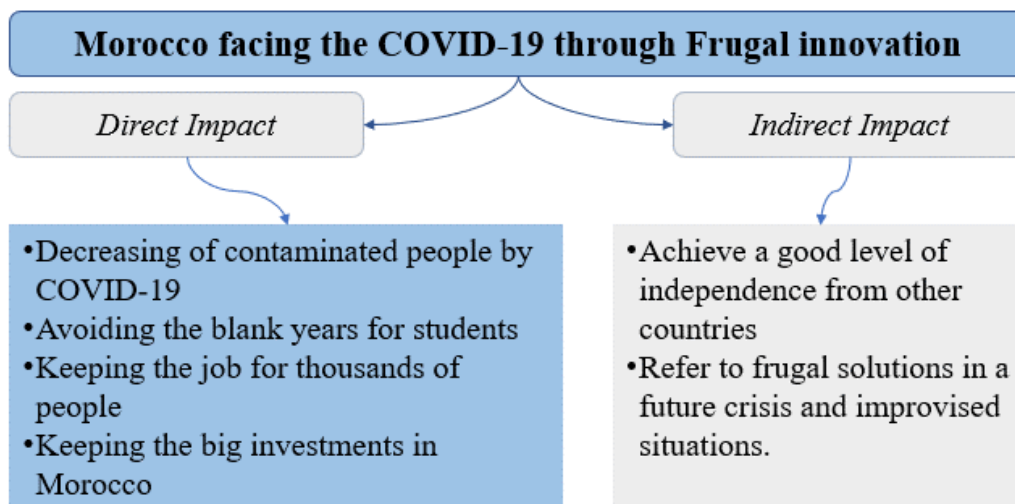 Morocco facing the COVID-19 through Frugal innovation
Direct Impact
Indirect Impact
•Decreasing of contaminated people by
COVID-19
•Avoiding the blank years for students
•Keeping the job for thousands of
people
•Keeping the big investments in
Morocco
•Achieve a good level of
independence from other
countries
•Refer to frugal solutions in a
future crisis and improvised
situations.